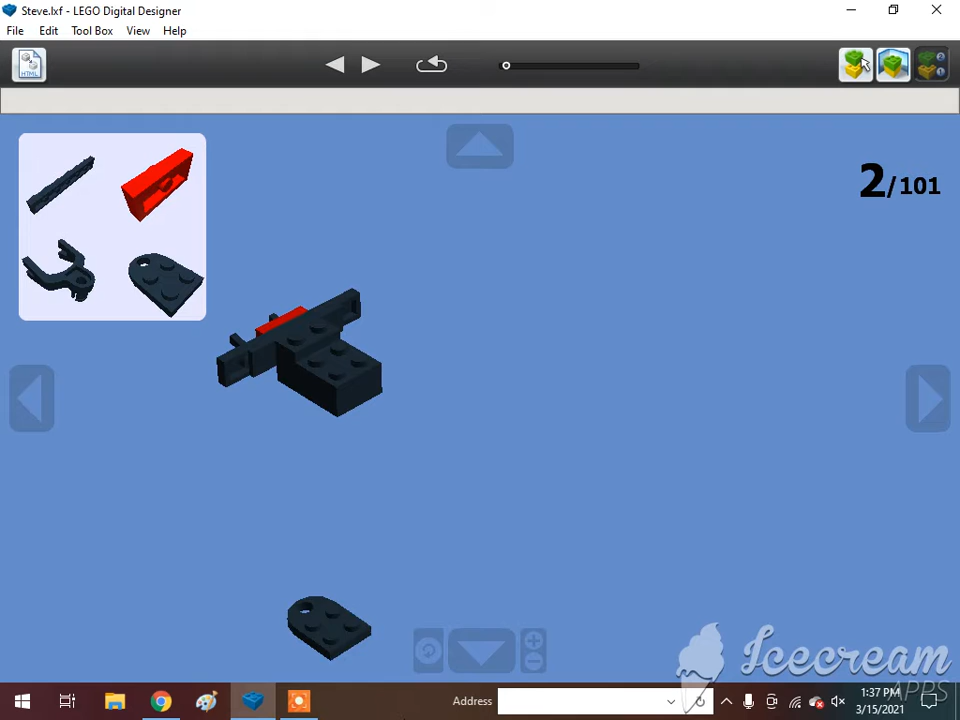 Steve.lxf - LEGO Digital Designer
File Edit Tool Box View Help
HTML
2/101
Address
1:37 PM
3/15/2021
Icecream
APPS